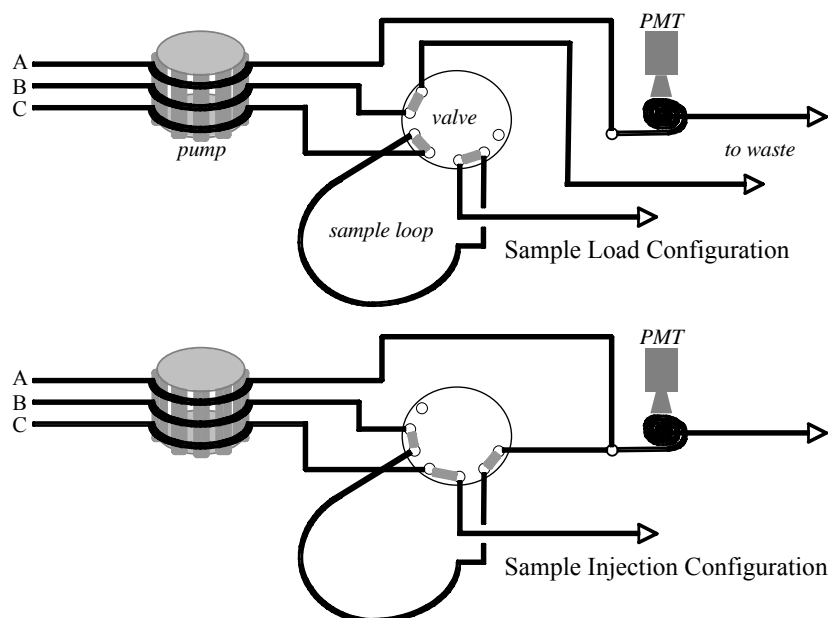 PMT
A
B
C
valve
pump
to waste
sample loop
Sample Load Configuration
PMT
A
B
C
Sample Injection Configuration